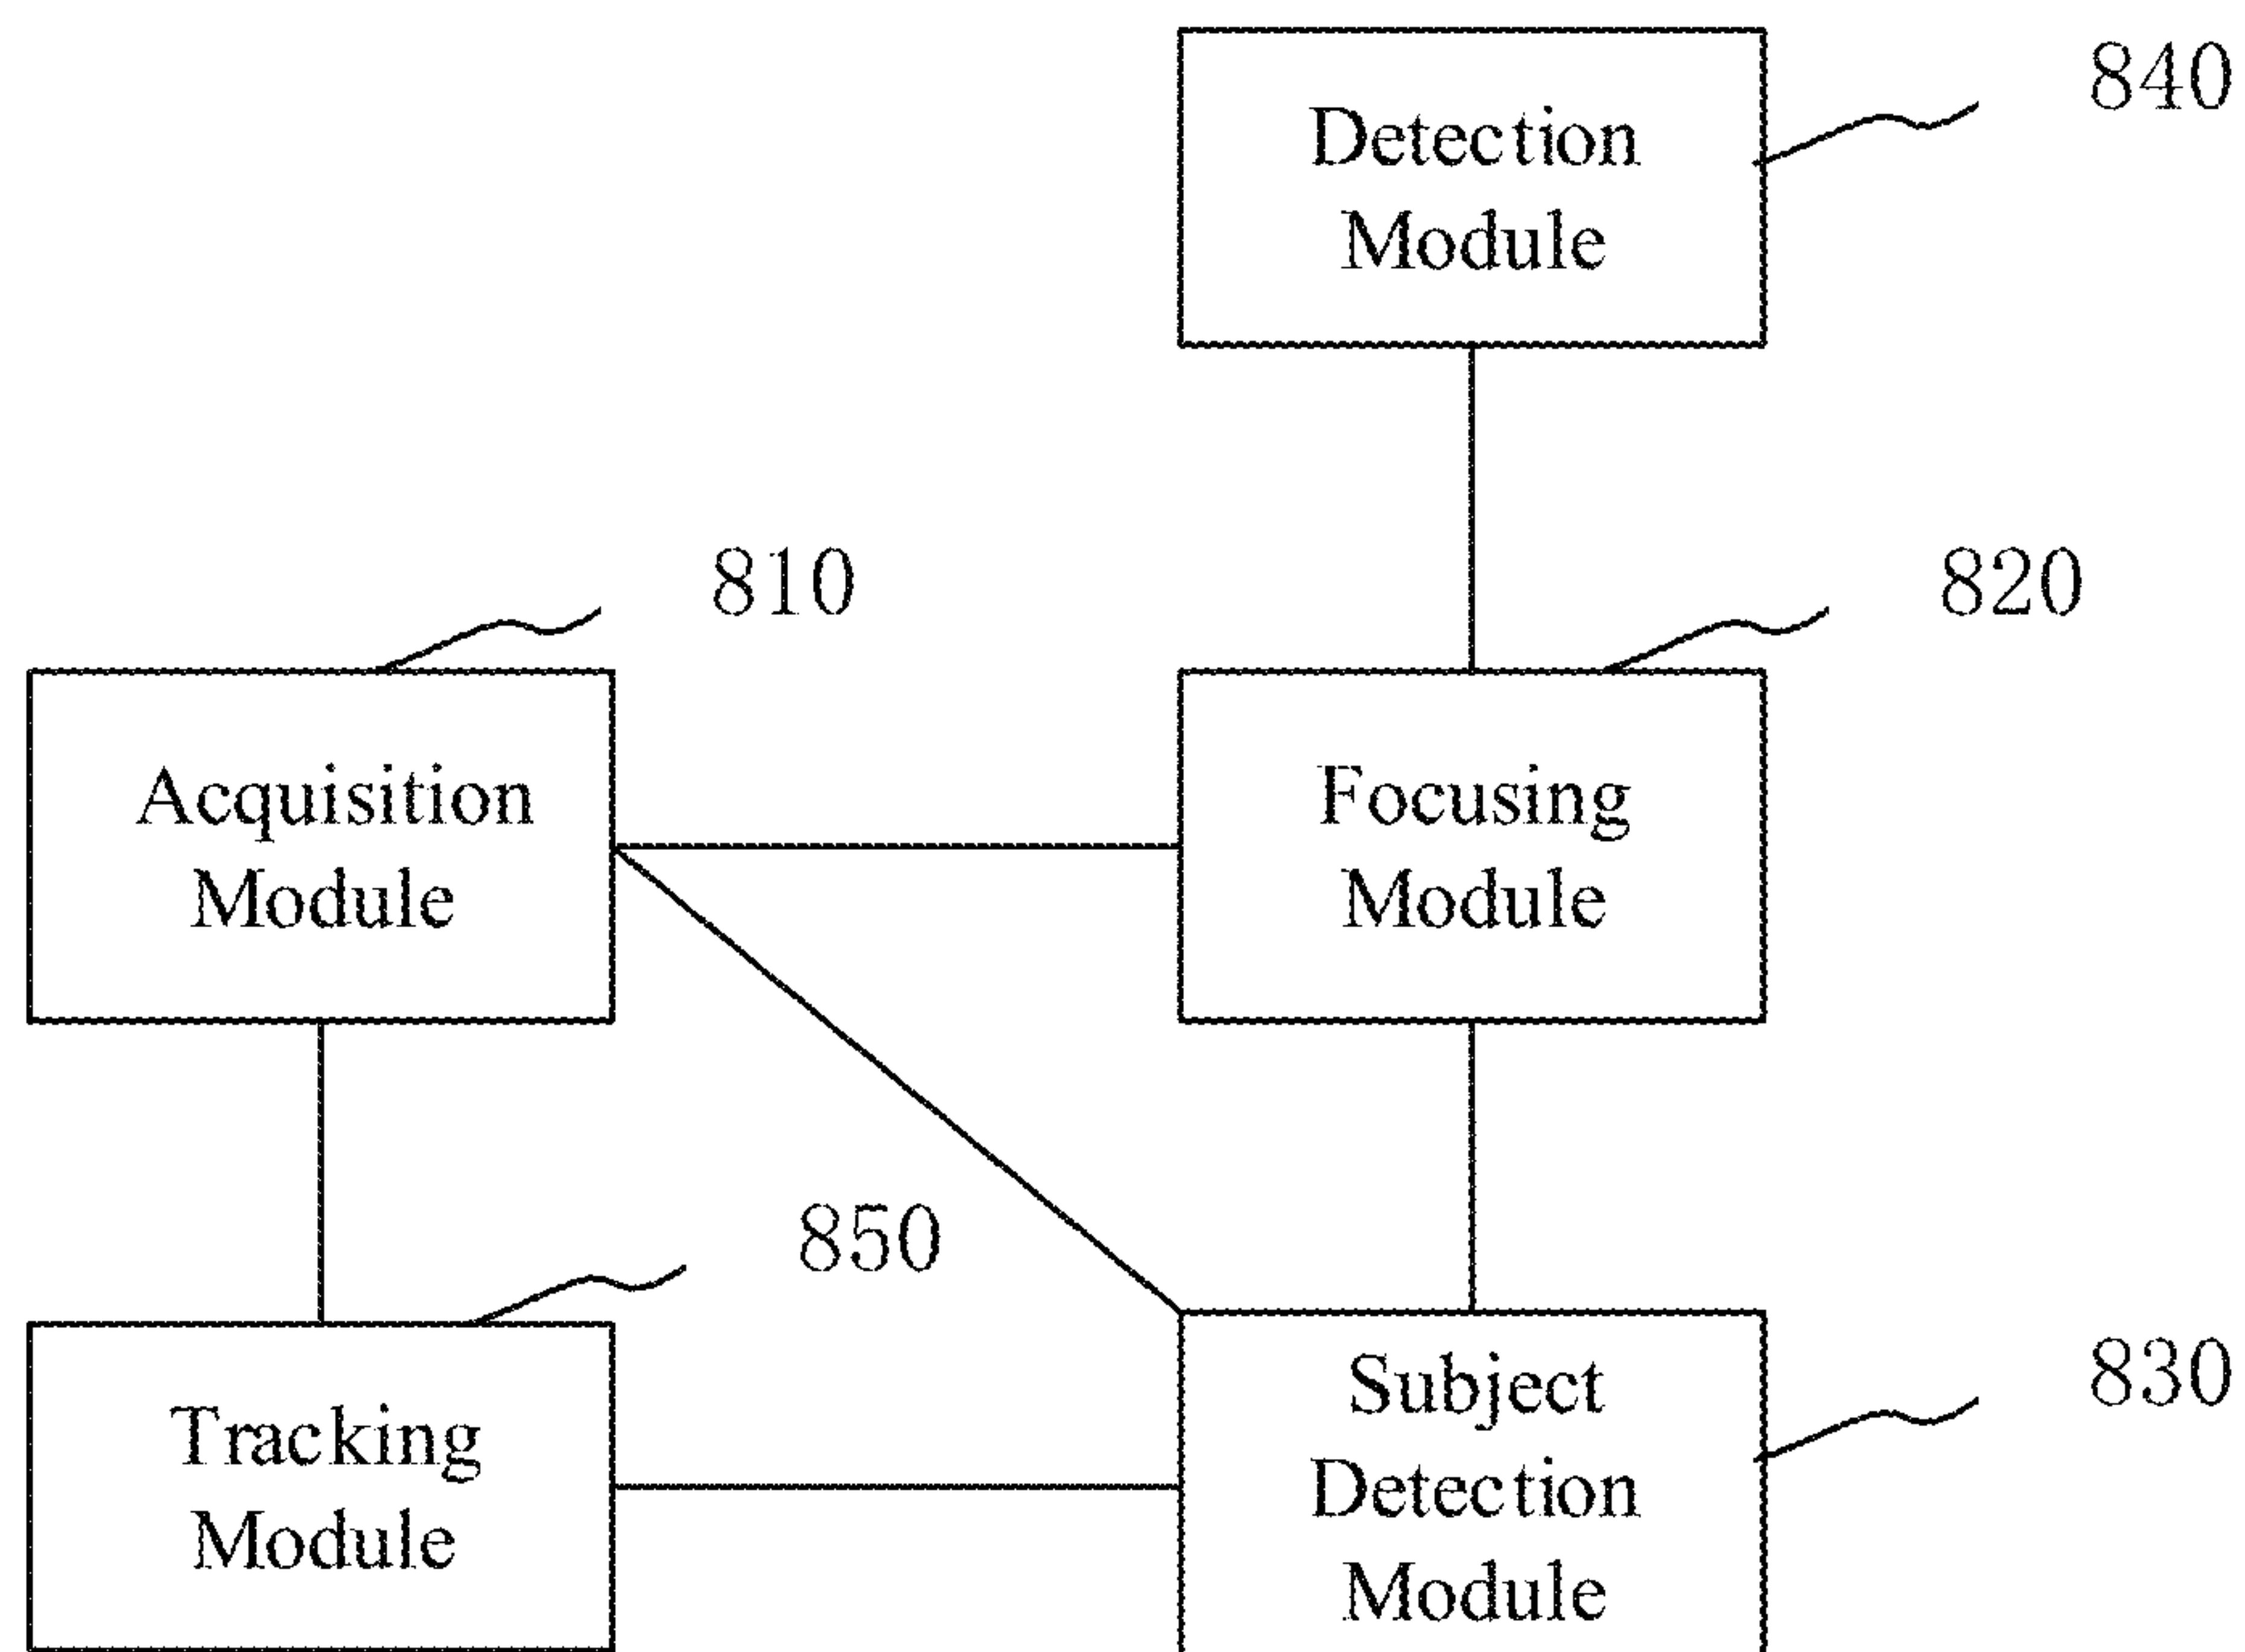 840
Detection
Module
810
820
Acquisition
Module
Focusing
Module
850
830
Tracking
Module
Subject
Detection
Module